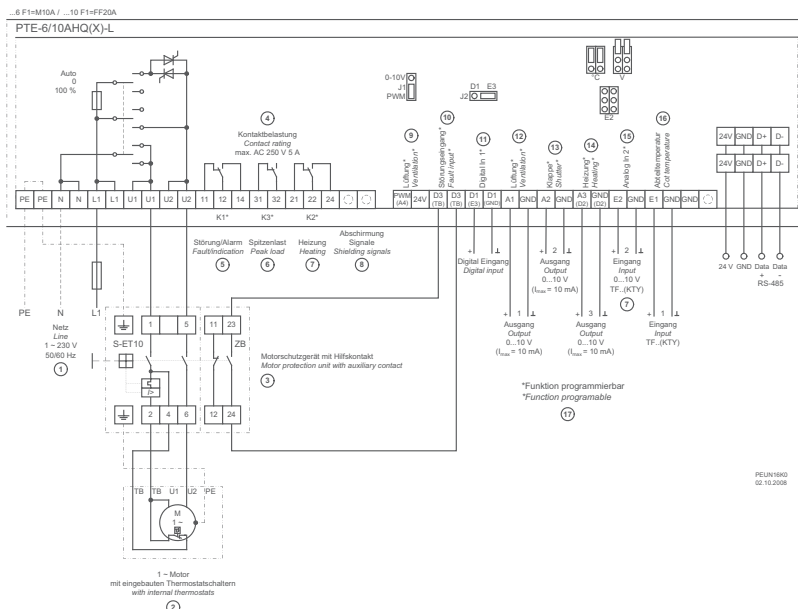 ...6 F1=M10A / ...10 F1=FF20A
PTE-6/10AHQ(X)-L
Auto
0
100 %
4
Kontaktbelastung
Contact rating
max. AC 250 V 5 A
0-10V
J1
PWM
D1 E3
J2
°C
V
E2
9
Lüftung*
Ventilation*
10
Störungseingang*
Fault input*
11
Digital In 1*
12
Lüftung*
Ventilation*
13
Klappe*
Shutter*
14
Heizung*
Heating*
15
Analog In 2*
16
Abteiltemperatur
Cot temperature
24V GND D+ D-
24V GND D+ D-
PE PE N N L1 L1 U1 U1 U2 U2 11 12 14 31 32 21 22 24
PWM (A4) 24V D3 (TB) D3 (TB) D1 (E3) D1 (GND) A1 GND A2 GND A3 (D2) GND (D2) E2 GND E1 GND GND
K1* K3* K2*
Störung/Alarm
Fault/indication
5
Spitzenlast
Peak load
6
Heizung
Heating
7
Abschirmung
Signale
Shielding signals
8
+ ⊥
Digital Eingang
Digital input
+ 1 ⊥
Ausgang
Output
0...10 V
(Imax = 10 mA)
+ 2 ⊥
Ausgang
Output
0...10 V
(Imax = 10 mA)
+ 3 ⊥
Ausgang
Output
0...10 V
(Imax = 10 mA)
+ 2 ⊥
Eingang
Input
0...10 V
TF..(KTY)
7
+ 1 ⊥
Eingang
Input
TF..(KTY)
24 V GND Data Data
+ -
RS-485
PE N L1
Netz
Line
1 ~ 230 V
50/60 Hz
1
1 5
S-ET10
I>
2 4 6
11 23
ZB
12 24
Motorschutzgerät mit Hilfskontakt
Motor protection unit with auxiliary contact
3
*Funktion programmierbar
*Function programable
17
TB TB U1 U2 PE
M
1 ~
1 ~ Motor
mit eingebauten Thermostatschaltern
with internal thermostats
2
PEUN16K0
02.10.2008